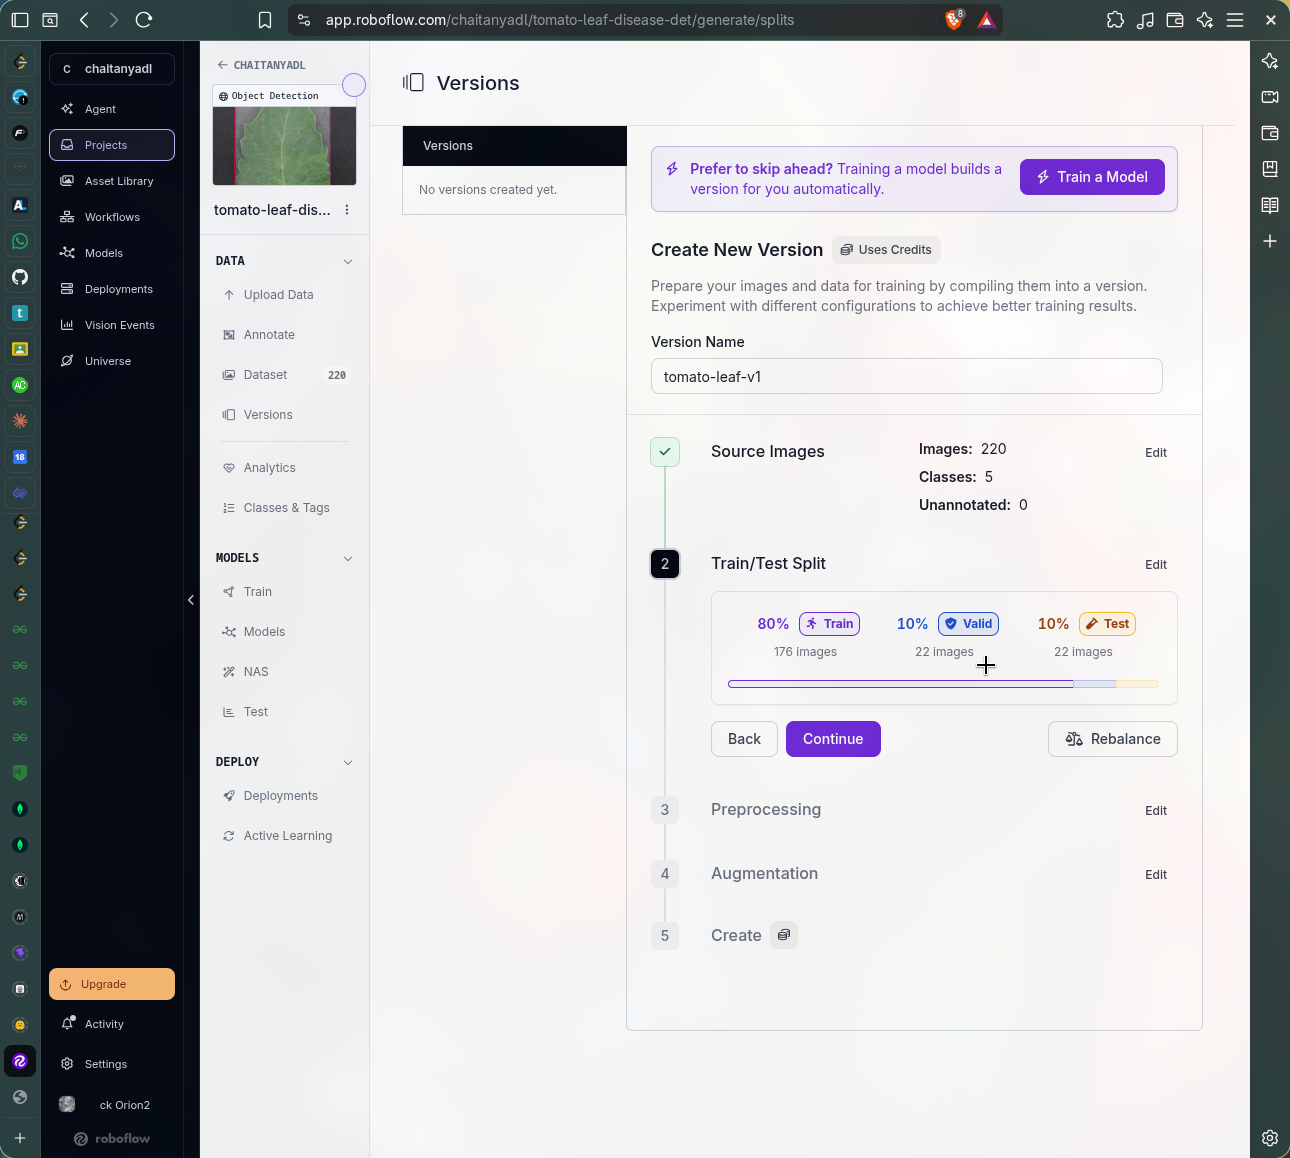 app.roboflow.com/chaitanyadl/tomato-leaf-disease-det/generate/splits
8
C chaitanyadl
Agent
Projects
Asset Library
Workflows
Models
Deployments
Vision Events
Universe
Upgrade
Activity
Settings
ck Orion2
roboflow
18
CHAITANYADL
Object Detection
tomato-leaf-dis...
DATA
Upload Data
Annotate
Dataset 220
Versions
Analytics
Classes & Tags
MODELS
Train
Models
NAS
Test
DEPLOY
Deployments
Active Learning
Versions
Versions
No versions created yet.
Prefer to skip ahead? Training a model builds a
version for you automatically.
Train a Model
Create New Version Uses Credits
Prepare your images and data for training by compiling them into a version.
Experiment with different configurations to achieve better training results.
Version Name
tomato-leaf-v1
Source Images
Images: 220
Edit
Classes: 5
Unannotated: 0
2 Train/Test Split Edit
80% Train 10% Valid 10% Test
176 images 22 images 22 images
Back Continue Rebalance
3 Preprocessing Edit
4 Augmentation Edit
5 Create